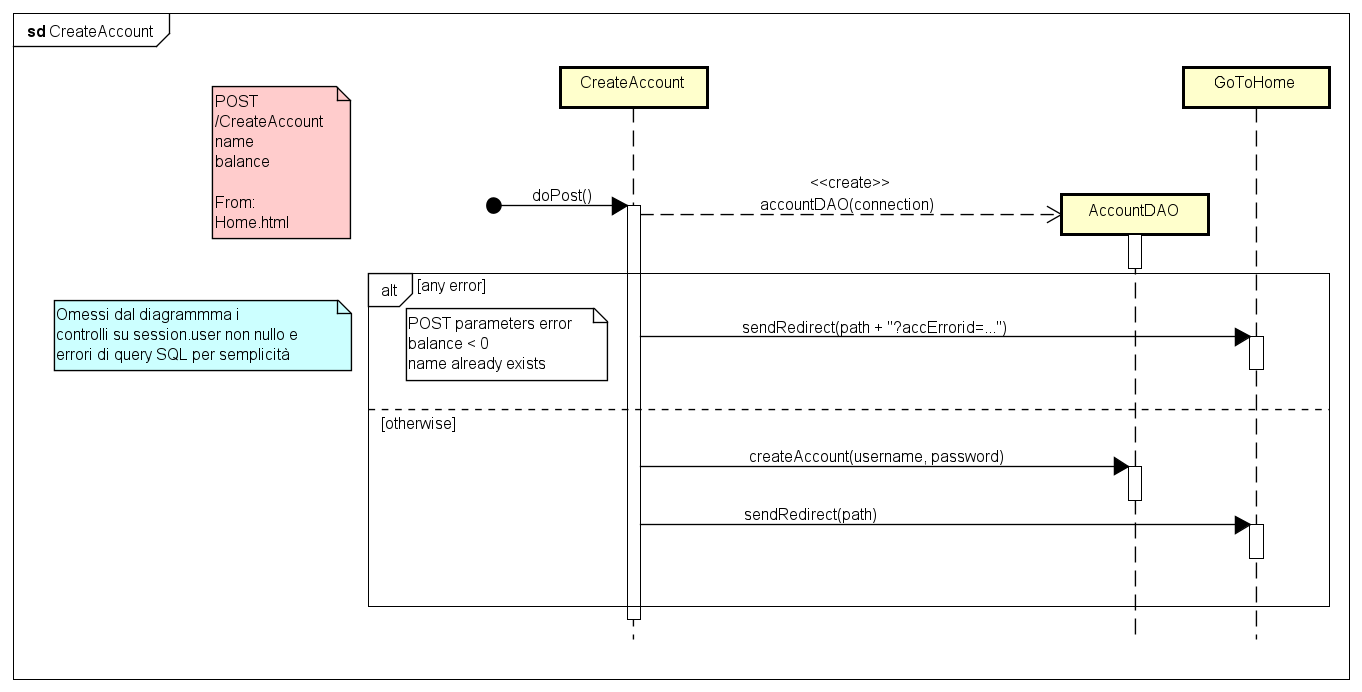 sd CreateAccount
CreateAccount
GoToHome
POST
/CreateAccount
name
balance
From:
Home.html
doPost()
<<create>>
accountDAO(connection)
AccountDAO
alt
[any error]
Omessi dal diagrammma i
controlli su session.user non nullo e
errori di query SQL per semplicità
POST parameters error
balance < 0
name already exists
sendRedirect(path + "?accErrorid=...")
[otherwise]
createAccount(username, password)
sendRedirect(path)